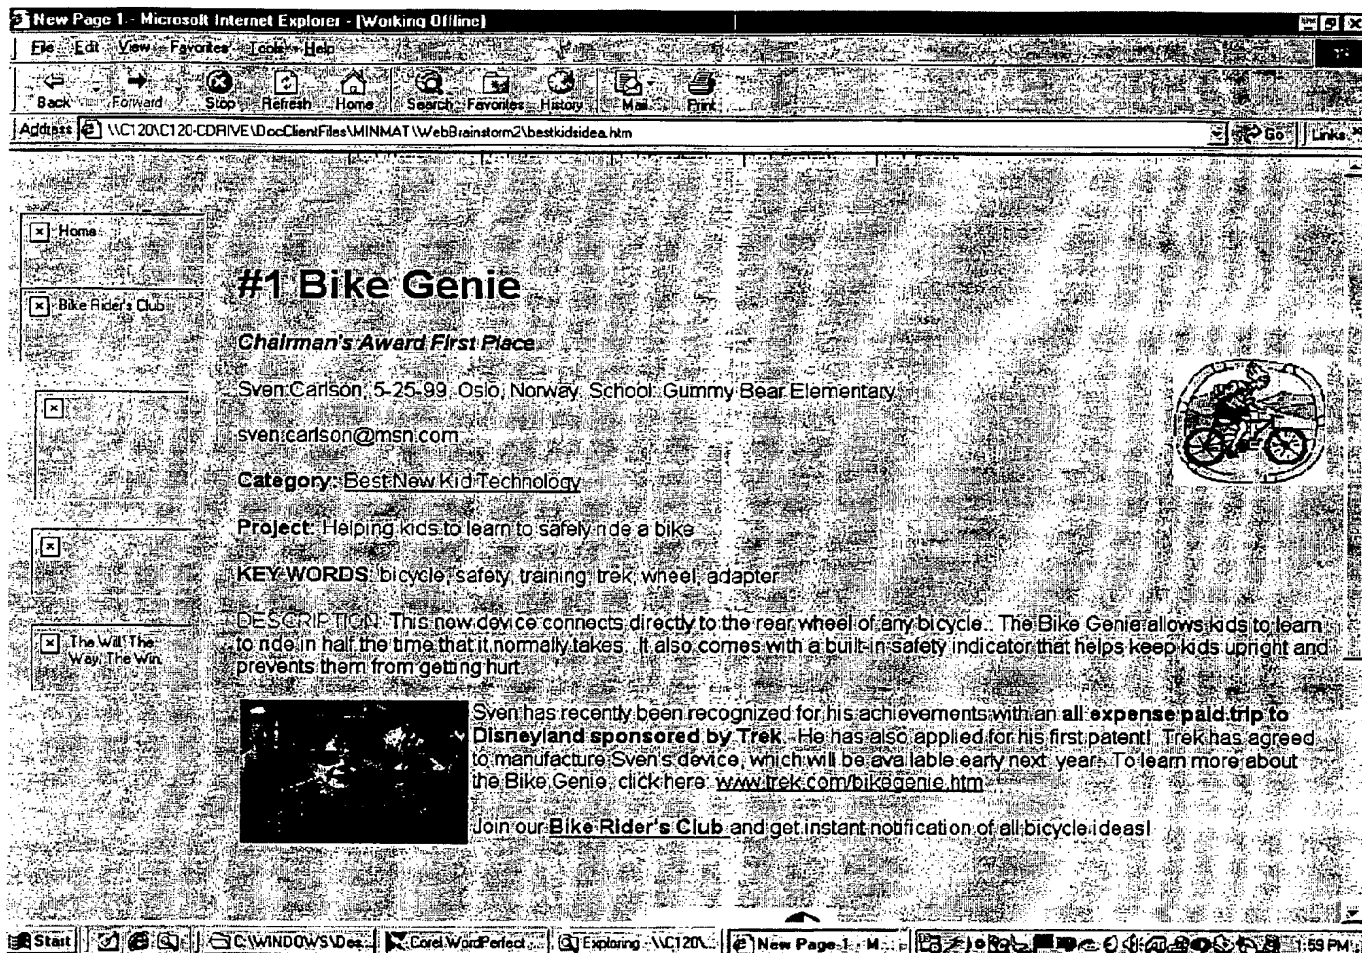 New Page 1 - Microsoft Internet Explorer - [Working Offline]
File Edit View Favorites Tools Help
Back Forward Stop Refresh Home Search Favorites History Mail Print
Address \\C120\C120-CDRIVE\DocClientFiles\MINMAT\WebBrainstorm2\bestkidsidea.htm Go Links
Home
#1 Bike Genie
Bike Rider's Club
Chairman's Award First Place
Sven Carlson, 5-25-99, Oslo, Norway, School: Gummy Bear Elementary
sven.carlson@msn.com
Category: Best New Kid Technology
Project: Helping kids to learn to safely ride a bike
KEY WORDS: bicycle, safety, training, trek, wheel, adapter
DESCRIPTION: This new device connects directly to the rear wheel of any bicycle. The Bike Genie allows kids to learn
to ride in half the time that it normally takes. It also comes with a built-in safety indicator that helps keep kids upright and
prevents them from getting hurt.
The Will. The
Way. The Win.
Sven has recently been recognized for his achievements with an all expense paid trip to
Disneyland sponsored by Trek. He has also applied for his first patent! Trek has agreed
to manufacture Sven's device, which will be available early next year. To learn more about
the Bike Genie, click here: www.trek.com/bikegenie.htm
Join our Bike Rider's Club and get instant notification of all bicycle ideas!
Start C:\WINDOWS\Des... Corel WordPerfect ... Exploring - \\C120\... New Page 1 - M... 1:59 PM